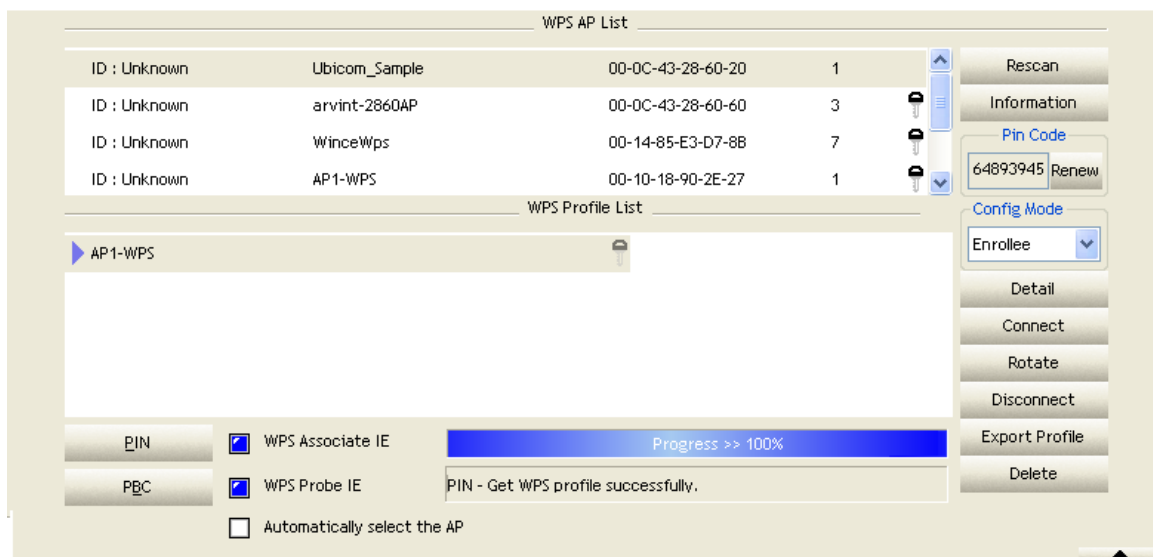 WPS AP List
ID : Unknown Ubicom_Sample 00-0C-43-28-60-20 1
ID : Unknown arvint-2860AP 00-0C-43-28-60-60 3
ID : Unknown WinceWps 00-14-85-E3-D7-8B 7
ID : Unknown AP1-WPS 00-10-18-90-2E-27 1
Rescan
Information
Pin Code
64893945 Renew
Config Mode
Enrollee
WPS Profile List
AP1-WPS
Detail
Connect
Rotate
Disconnect
Export Profile
Delete
PIN
WPS Associate IE
Progress >> 100%
PBC
WPS Probe IE
PIN - Get WPS profile successfully.
Automatically select the AP